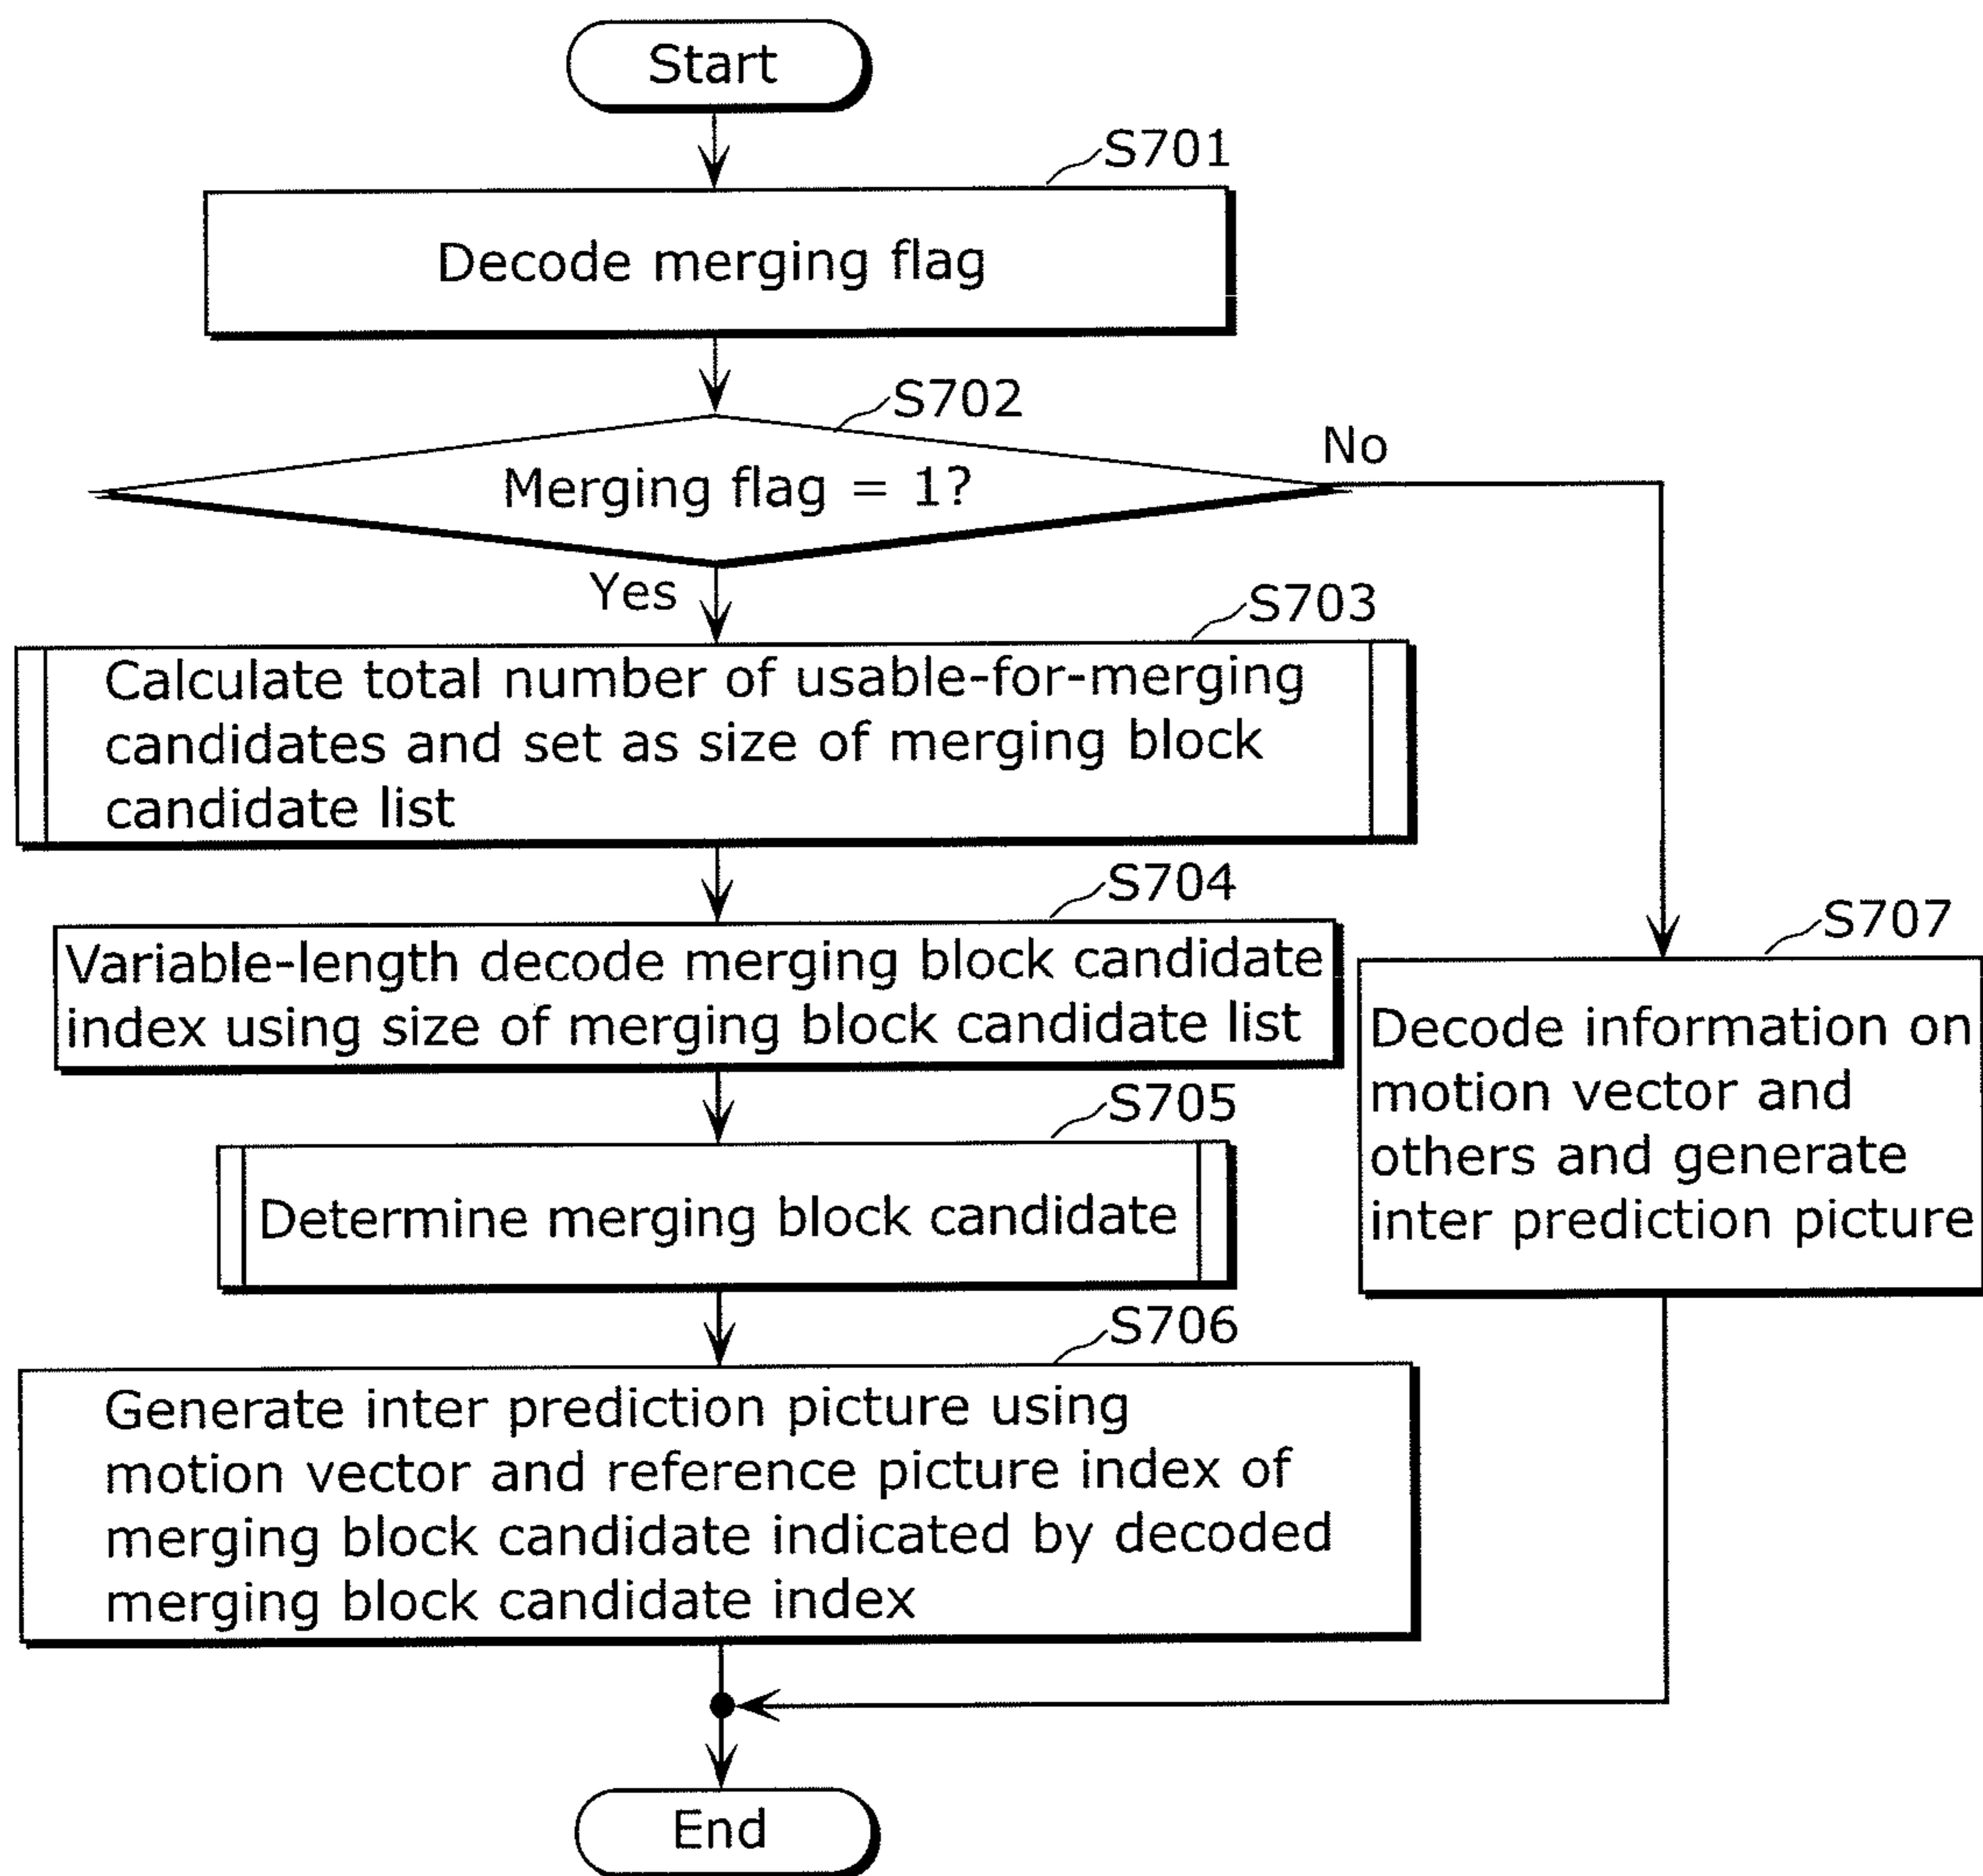 Start
S701
Decode merging flag
S702
Merging flag = 1?
No
Yes
S703
Calculate total number of usable-for-merging
candidates and set as size of merging block
candidate list
S704
Variable-length decode merging block candidate
index using size of merging block candidate list
S707
Decode information on
motion vector and
others and generate
inter prediction picture
S705
Determine merging block candidate
S706
Generate inter prediction picture using
motion vector and reference picture index of
merging block candidate indicated by decoded
merging block candidate index
End